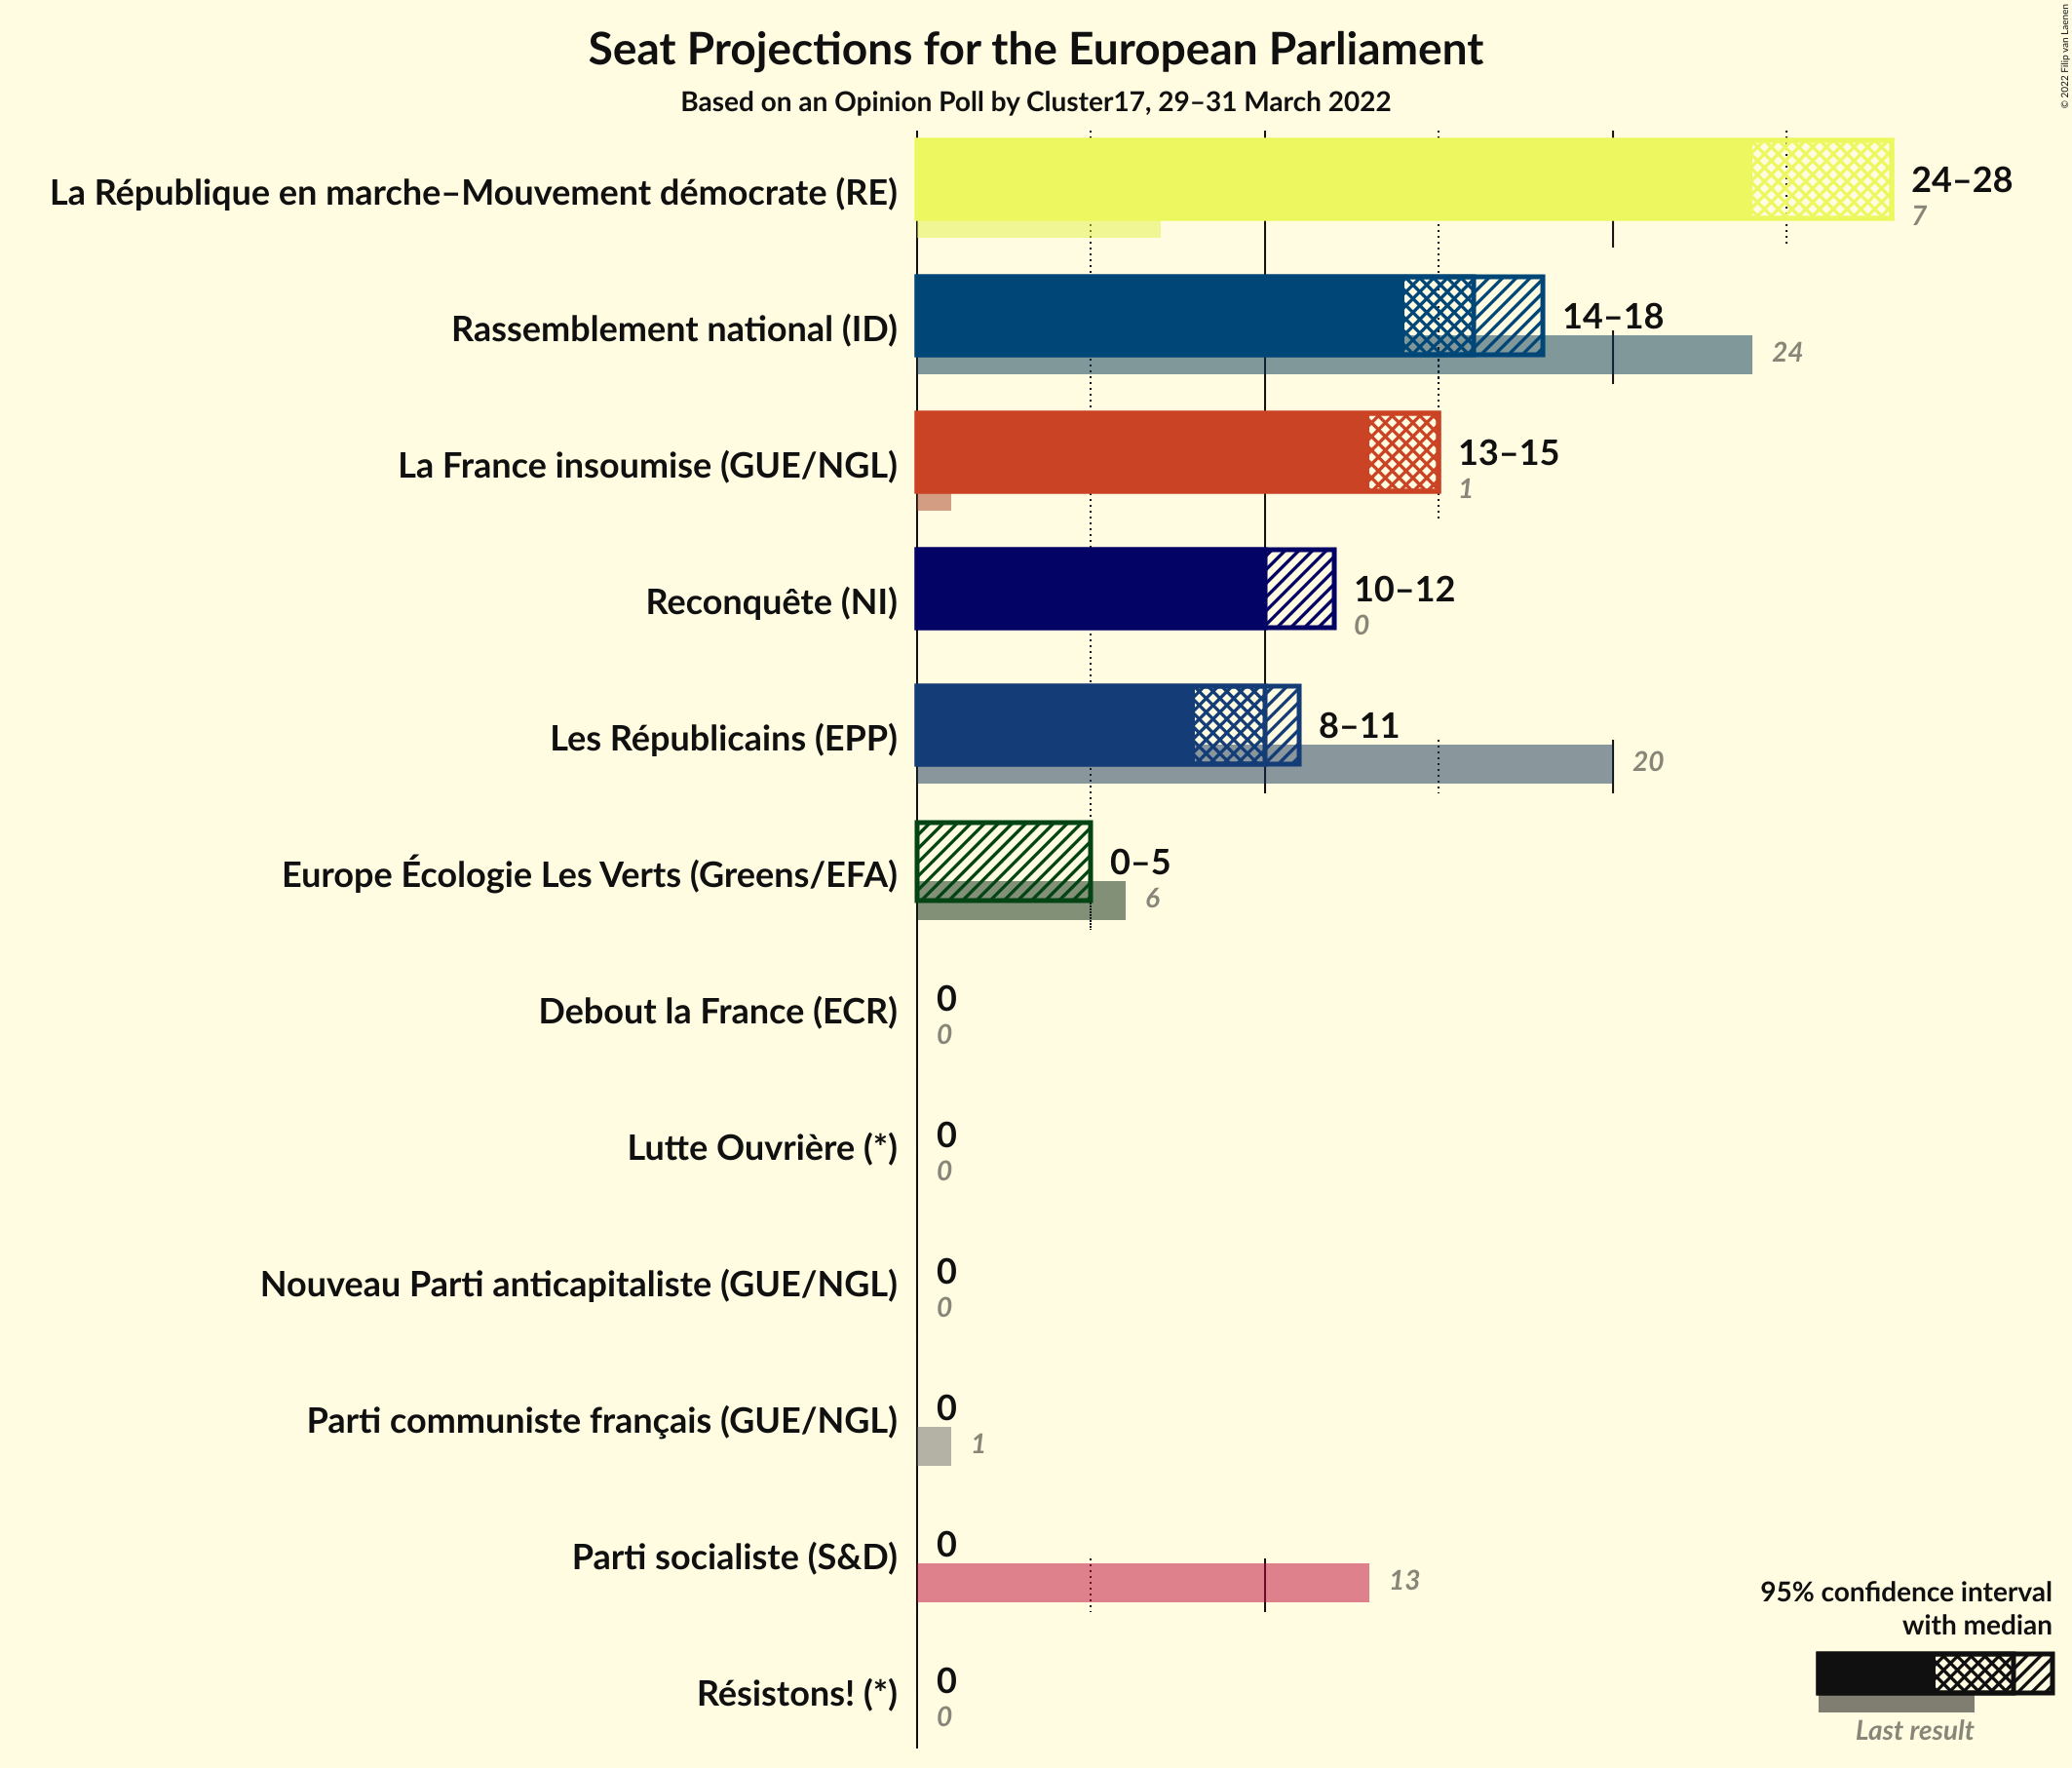 Seat Projections for the European Parliament
Based on an Opinion Poll by Cluster17, 29–31 March 2022
© 2022 Filip van Laenen
La République en marche–Mouvement démocrate (RE)
24–28
7
Rassemblement national (ID)
14–18
24
La France insoumise (GUE/NGL)
13–15
1
Reconquête (NI)
10–12
0
Les Républicains (EPP)
8–11
20
Europe Écologie Les Verts (Greens/EFA)
0–5
6
Debout la France (ECR)
0
0
Lutte Ouvrière (*)
0
0
Nouveau Parti anticapitaliste (GUE/NGL)
0
0
Parti communiste français (GUE/NGL)
0
1
Parti socialiste (S&D)
0
13
Résistons! (*)
0
0
95% confidence interval
with median
Last result